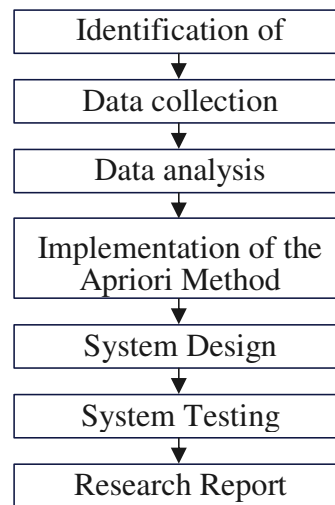 Identification of
Data collection
Data analysis
Implementation of the
Apriori Method
System Design
System Testing
Research Report